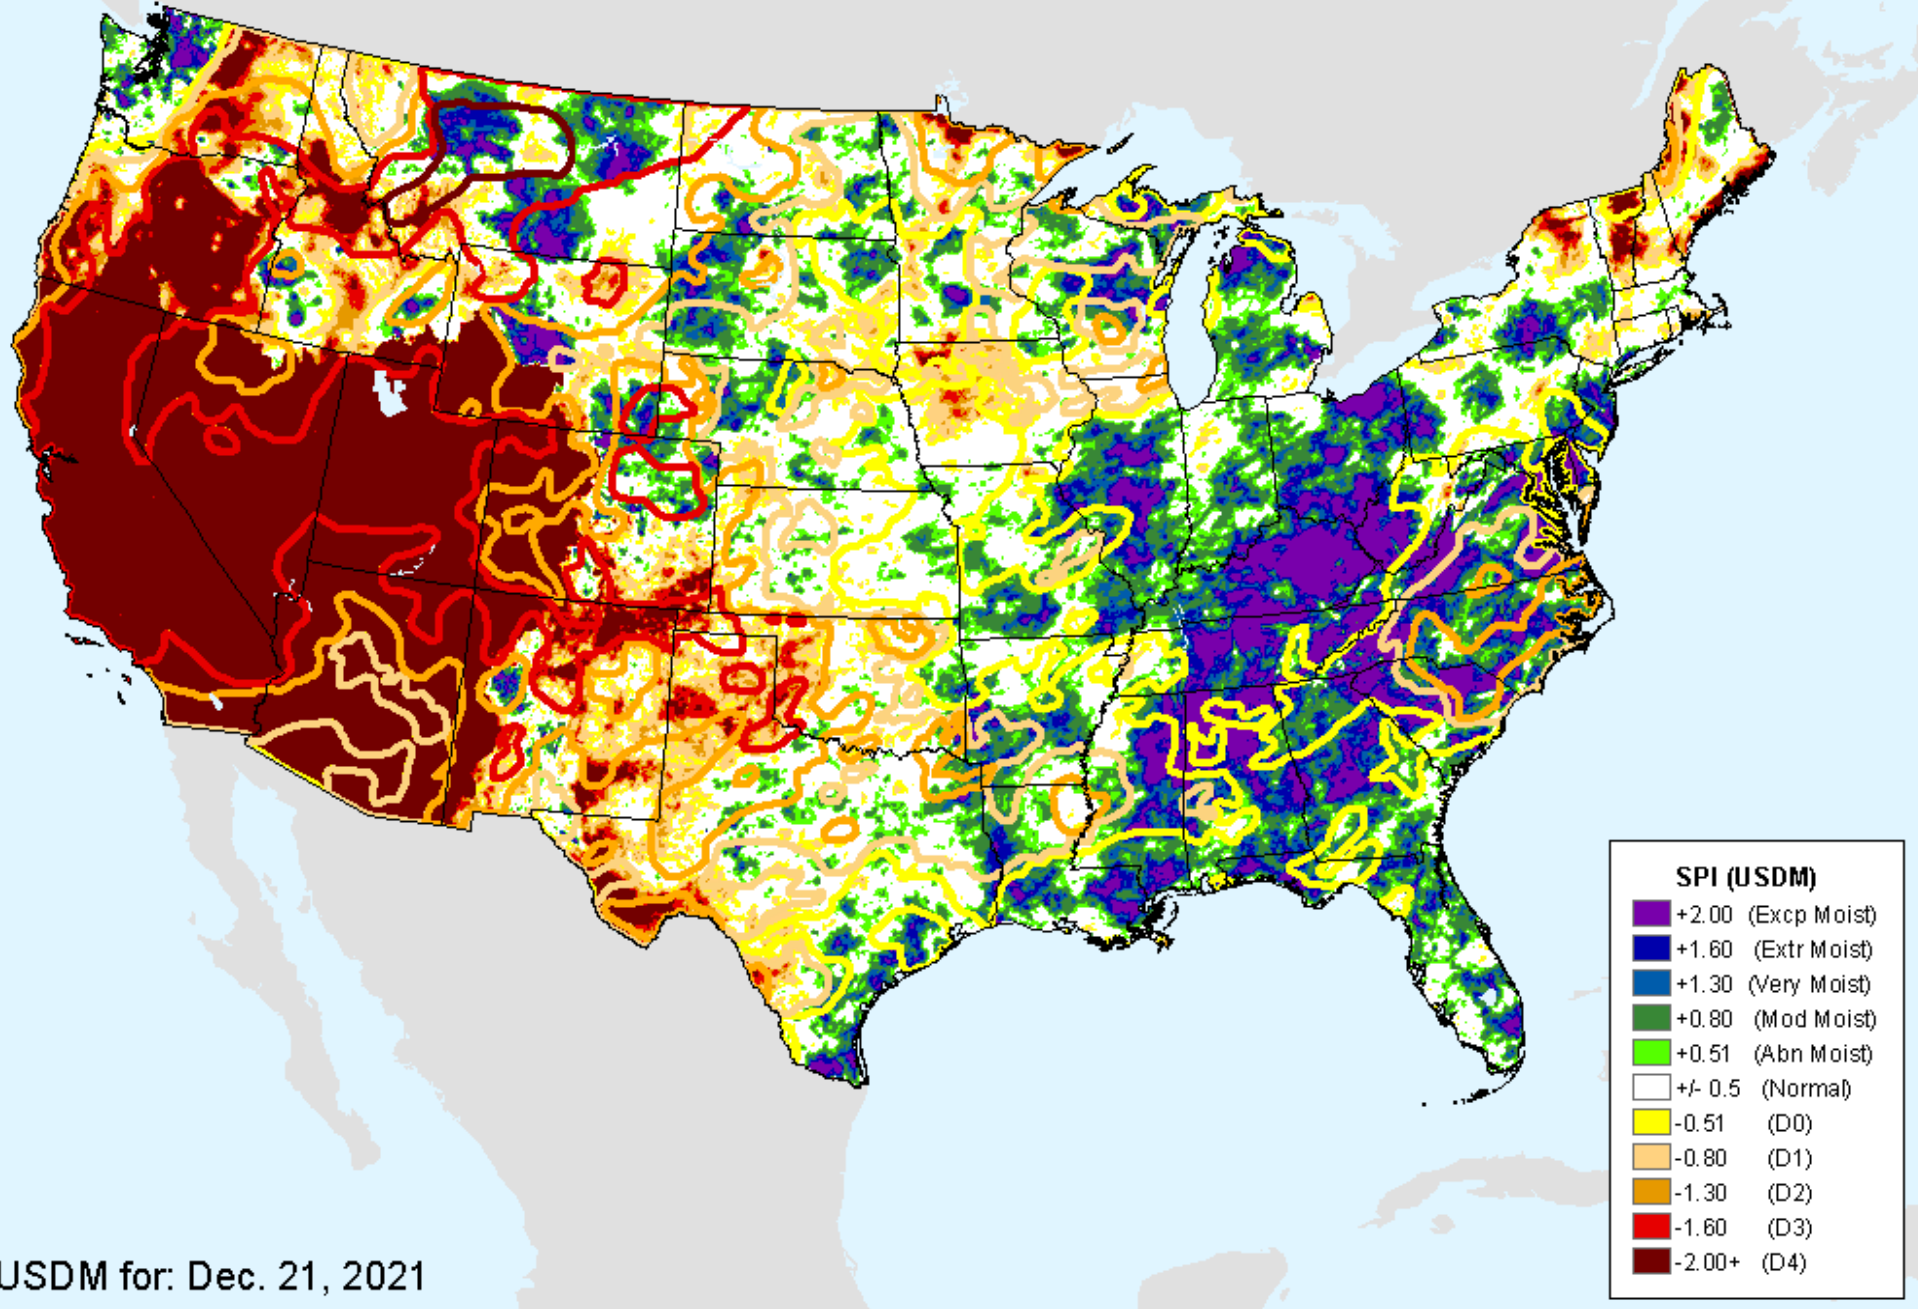 SPI (USDM)
+2.00 (Excp Moist)
+1.60 (Extr Moist)
+1.30 (Very Moist)
+0.80 (Mod Moist)
+0.51 (Abn Moist)
+/- 0.5 (Normal)
-0.51 (D0)
-0.80 (D1)
-1.30 (D2)
-1.60 (D3)
-2.00+ (D4)
USDM for: Dec. 21, 2021